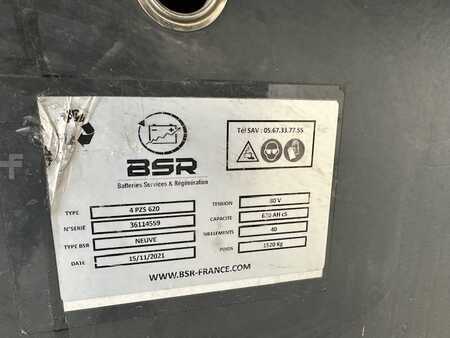 BSR
Batteries Services & Régénération
Tél SAV : 05.67.33.77.55
TYPE 4 PZS 620
N°SERIE 36114559
TYPE BSR NEUVE
DATE 15/11/2021
TENSION 80 V
CAPACITE 620 AH c5
NB ELEMENTS 40
POIDS 1520 Kg
WWW.BSR-FRANCE.COM